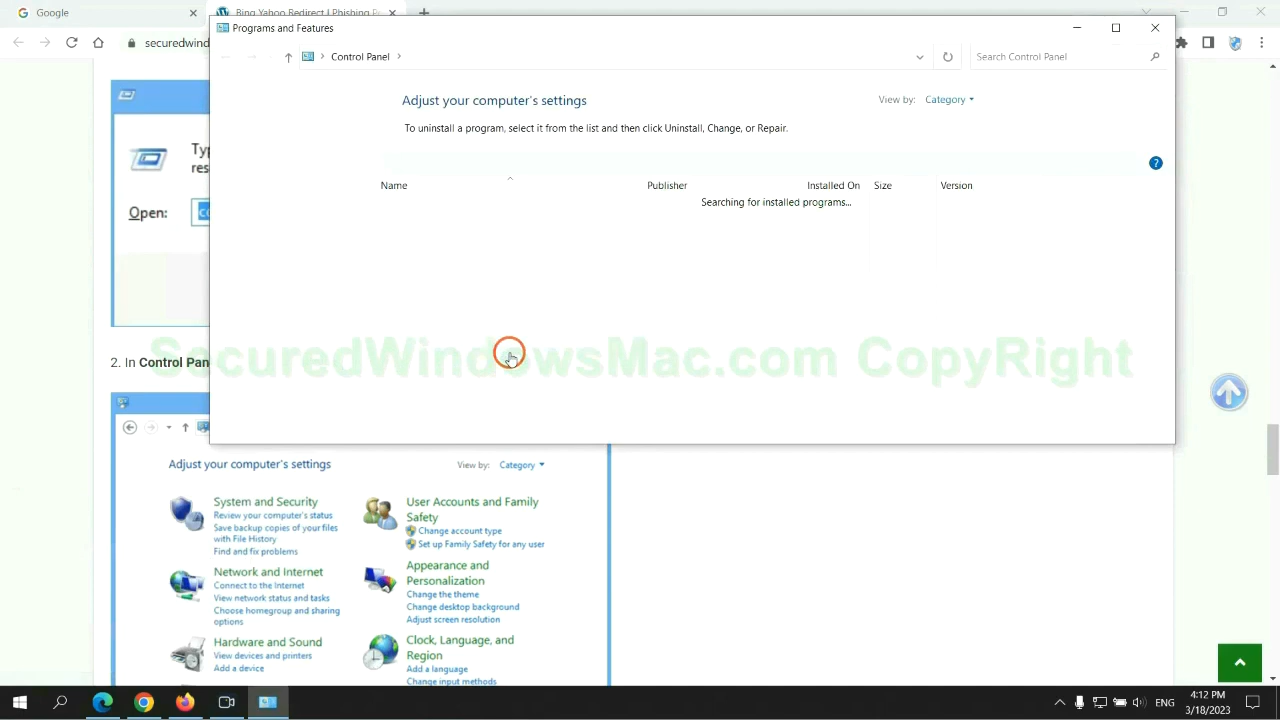 Google
Bing Yahoo Redirect | Phishing P
Programs and Features
securedwind
Control Panel
Search Control Panel
Adjust your computer's settings
View by: Category
To uninstall a program, select it from the list and then click Uninstall, Change, or Repair.
Name
Publisher
Installed On
Size
Version
Searching for installed programs...
Open:
SecuredWindowsMac.com CopyRight
2. In Control Pan
Adjust your computer's settings
View by: Category
System and Security
Review your computer's status
Save backup copies of your files
with File History
Find and fix problems
User Accounts and Family
Safety
Change account type
Set up Family Safety for any user
Network and Internet
Connect to the Internet
View network status and tasks
Choose homegroup and sharing
options
Appearance and
Personalization
Change the theme
Change desktop background
Adjust screen resolution
Hardware and Sound
View devices and printers
Add a device
Clock, Language, and
Region
Add a language
Change input methods
ENG
4:12 PM
3/18/2023